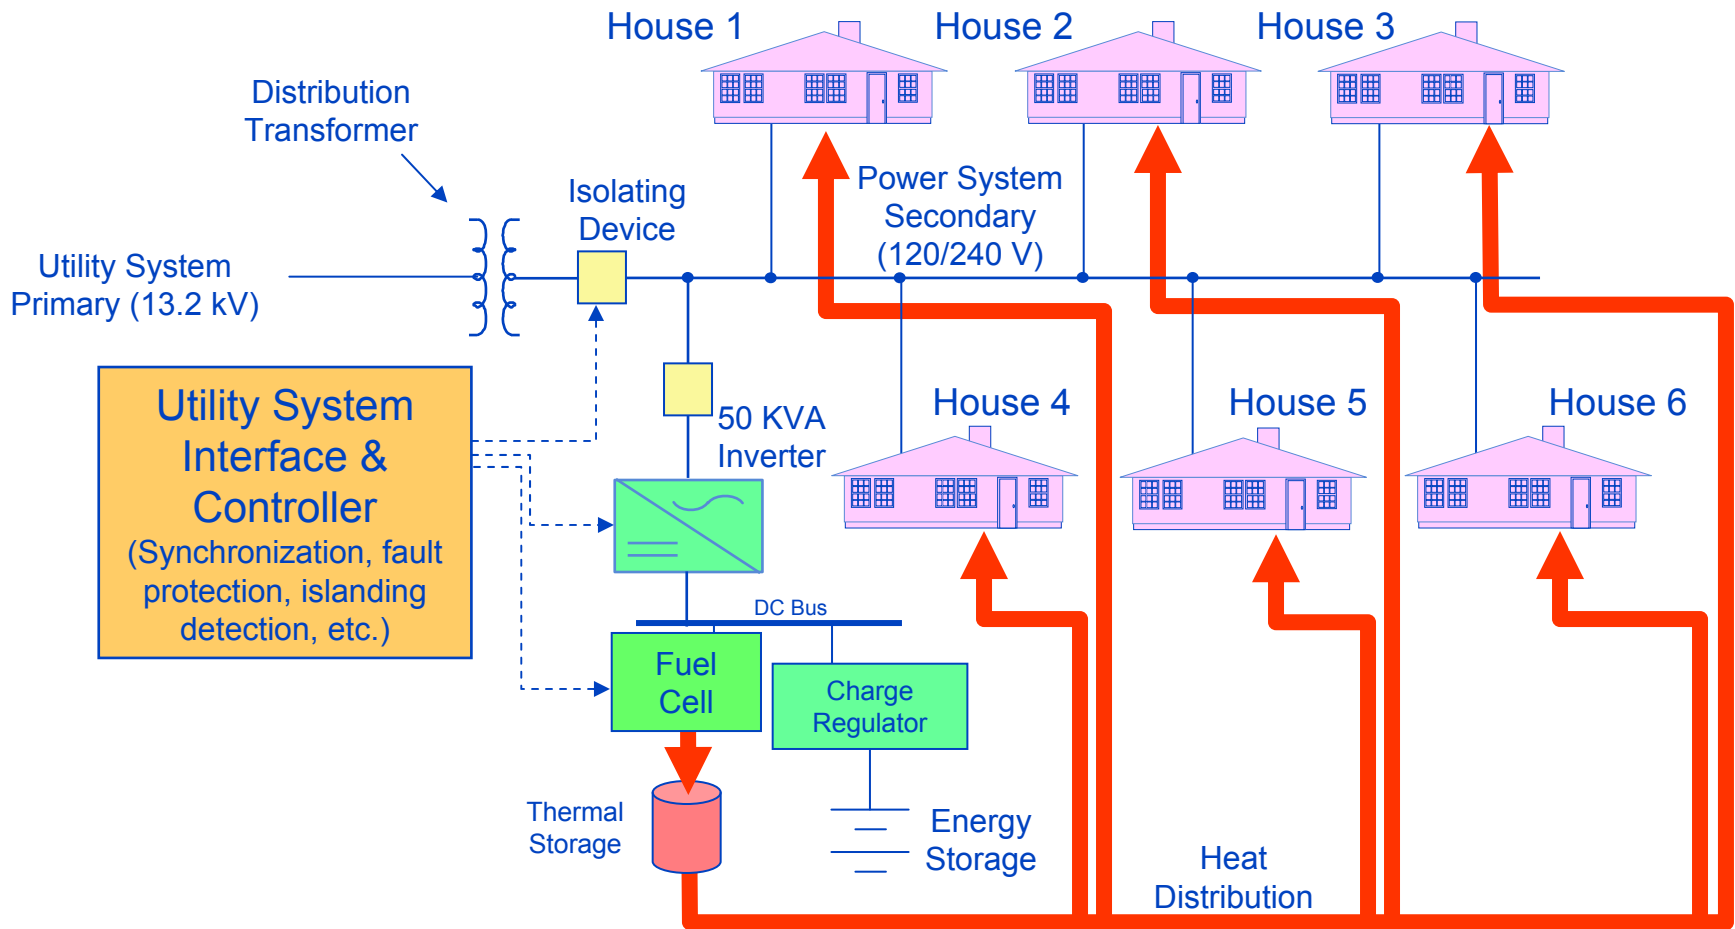 House 1
House 2
House 3
Distribution
Transformer
Isolating
Device
Power System
Secondary
(120/240 V)
Utility System
Primary (13.2 kV)
Utility System
Interface &
Controller
(Synchronization, fault
protection, islanding
detection, etc.)
50 KVA
Inverter
House 4
House 5
House 6
DC Bus
Fuel
Cell
Charge
Regulator
Thermal
Storage
Energy
Storage
Heat
Distribution